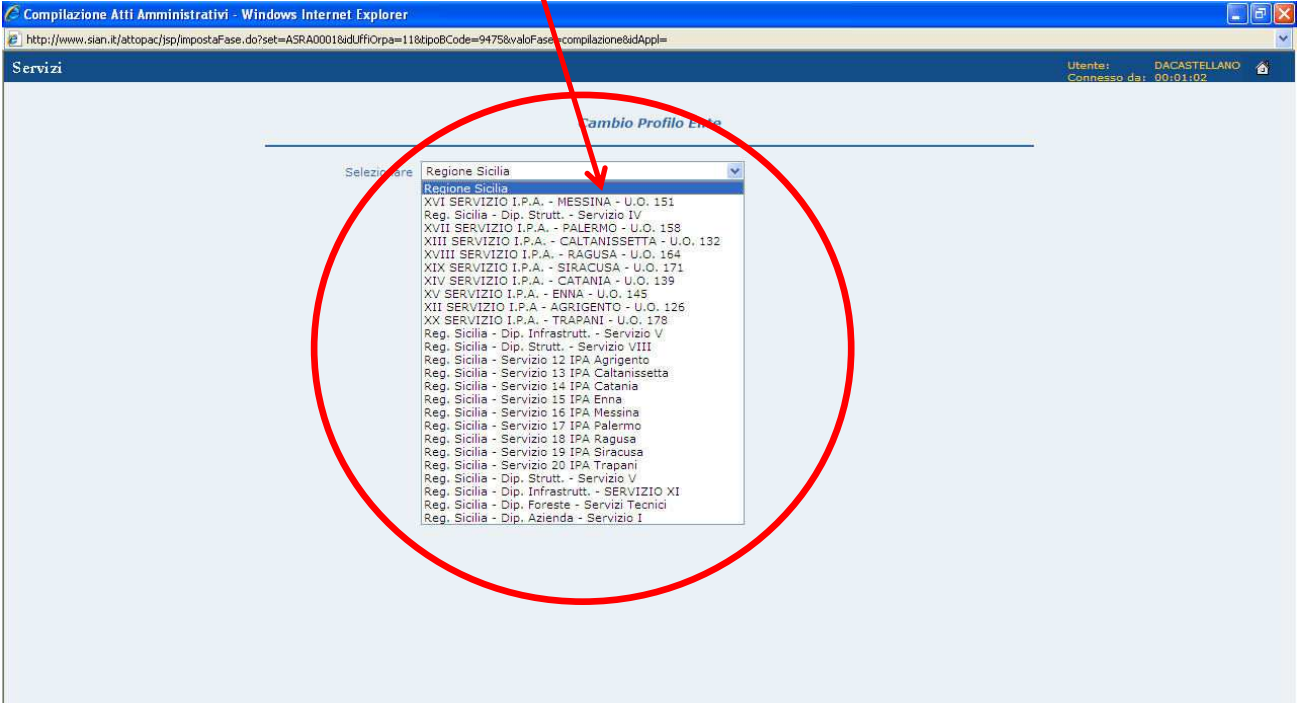 Compilazione Atti Amministrativi - Windows Internet Explorer
http://www.sian.it/attopac/jsp/impostaFase.do?set=ASRA0001&idUffiOrpa=11&tipoBCode=9475&valoFase=compilazione&idAppl=
Servizi
Utente: DACASTELLANO
Connesso da: 00:01:02
Cambio Profilo Ente
Selezionare Regione Sicilia
Regione Sicilia
XVI SERVIZIO I.P.A. - MESSINA - U.O. 151
Reg. Sicilia - Dip. Strutt. - Servizio IV
XVII SERVIZIO I.P.A. - PALERMO - U.O. 158
XIII SERVIZIO I.P.A. - CALTANISSETTA - U.O. 132
XVIII SERVIZIO I.P.A. - RAGUSA - U.O. 164
XIX SERVIZIO I.P.A. - SIRACUSA - U.O. 171
XIV SERVIZIO I.P.A. - CATANIA - U.O. 139
XV SERVIZIO I.P.A. - ENNA - U.O. 145
XII SERVIZIO I.P.A - AGRIGENTO - U.O. 126
XX SERVIZIO I.P.A. - TRAPANI - U.O. 178
Reg. Sicilia - Dip. Infrastrutt. - Servizio V
Reg. Sicilia - Dip. Strutt. - Servizio VIII
Reg. Sicilia - Servizio 12 IPA Agrigento
Reg. Sicilia - Servizio 13 IPA Caltanissetta
Reg. Sicilia - Servizio 14 IPA Catania
Reg. Sicilia - Servizio 15 IPA Enna
Reg. Sicilia - Servizio 16 IPA Messina
Reg. Sicilia - Servizio 17 IPA Palermo
Reg. Sicilia - Servizio 18 IPA Ragusa
Reg. Sicilia - Servizio 19 IPA Siracusa
Reg. Sicilia - Servizio 20 IPA Trapani
Reg. Sicilia - Dip. Strutt. - Servizio V
Reg. Sicilia - Dip. Infrastrutt. - SERVIZIO XI
Reg. Sicilia - Dip. Foreste - Servizi Tecnici
Reg. Sicilia - Dip. Azienda - Servizio I